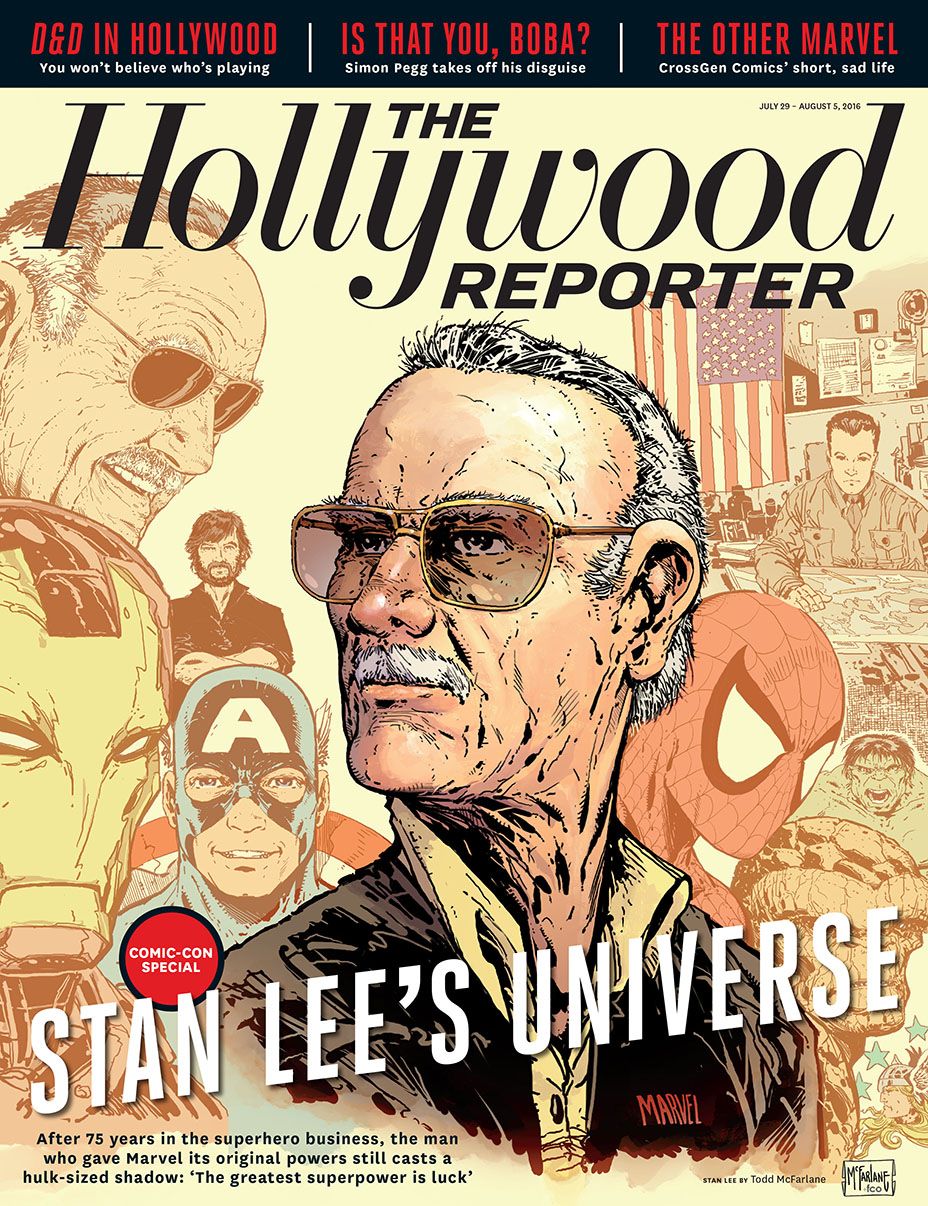 D&D IN HOLLYWOOD
You won't believe who's playing
IS THAT YOU, BOBA?
Simon Pegg takes off his disguise
THE OTHER MARVEL
CrossGen Comics' short, sad life
JULY 29 – AUGUST 5, 2016
THE
Hollywood
REPORTER
A
COMIC-CON
SPECIAL
STAN LEE'S UNIVERSE
MARVEL
After 75 years in the superhero business, the man
who gave Marvel its original powers still casts a
hulk-sized shadow: 'The greatest superpower is luck'
STAN LEE BY Todd McFarlane
McFARLANE